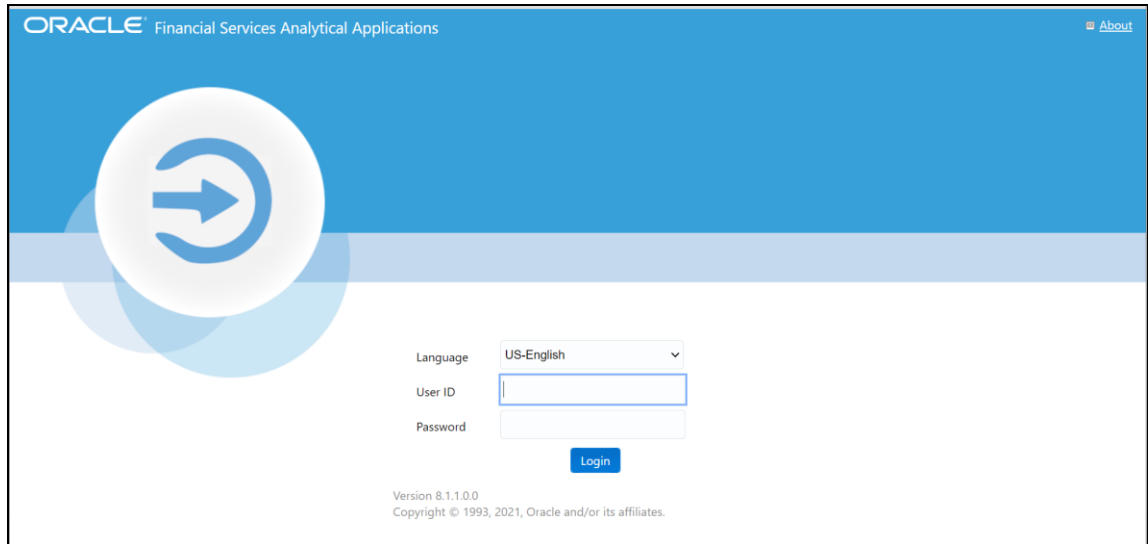 ORACLE Financial Services Analytical Applications
About
Language US-English
User ID
Password
Login
Version 8.1.1.0.0
Copyright © 1993, 2021, Oracle and/or its affiliates.